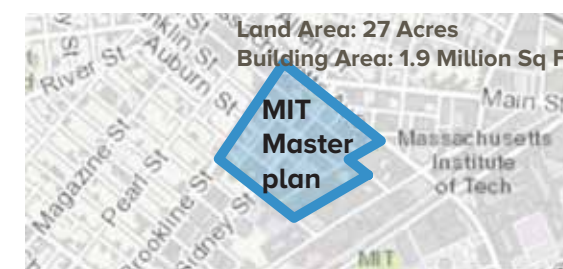 Land Area: 27 Acres
Building Area: 1.9 Million Sq F
River St
Auburn St
Main St
MIT
Master
plan
Massachusetts
Institute
of Tech
Magazine St
Pearl St
Brookline St
Sidney St
MIT